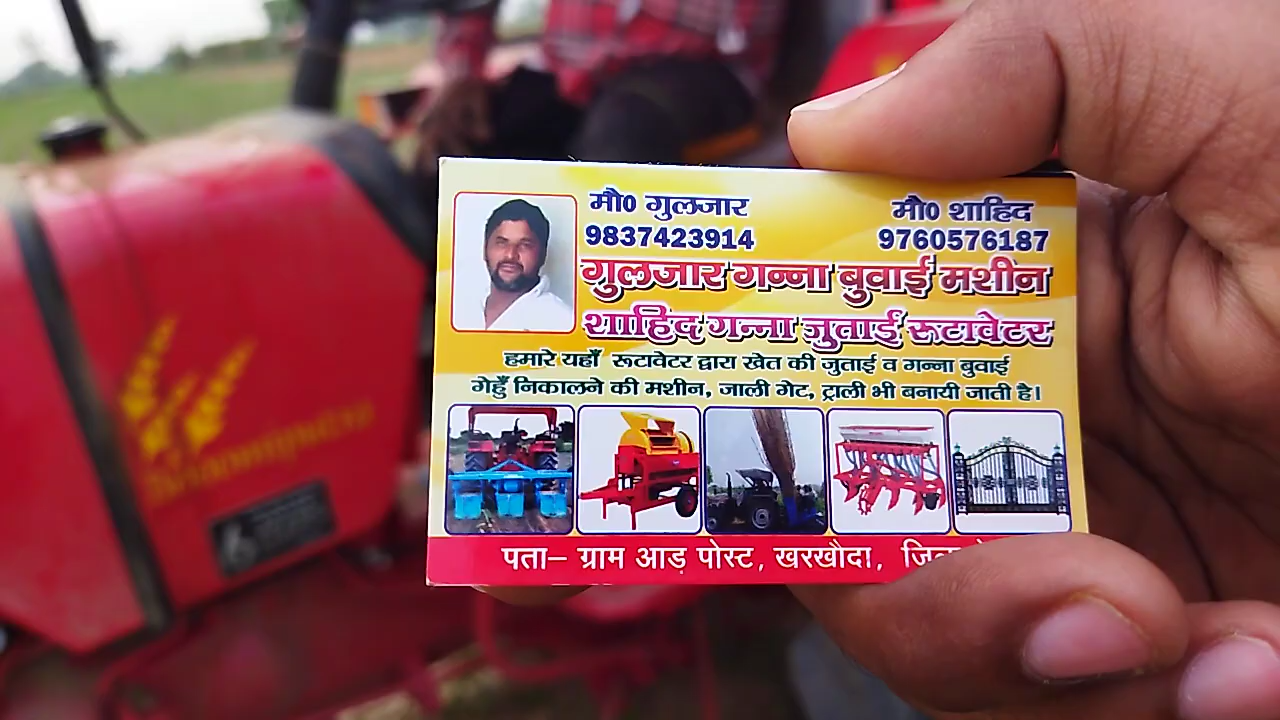 मौ0 गुलजार
9837423914
मौ0 शाहिद
9760576187
गुलजार गन्ना बुवाई मशीन
शाहिद गन्ना जुताई रूटावेटर
हमारे यहाँ रूटावेटर द्वारा खेत की जुताई व गन्ना बुवाई
गेहुँ निकालने की मशीन, जाली गेट, ट्राली भी बनायी जाती है।
पता– ग्राम आड़ पोस्ट, खरखौदा,